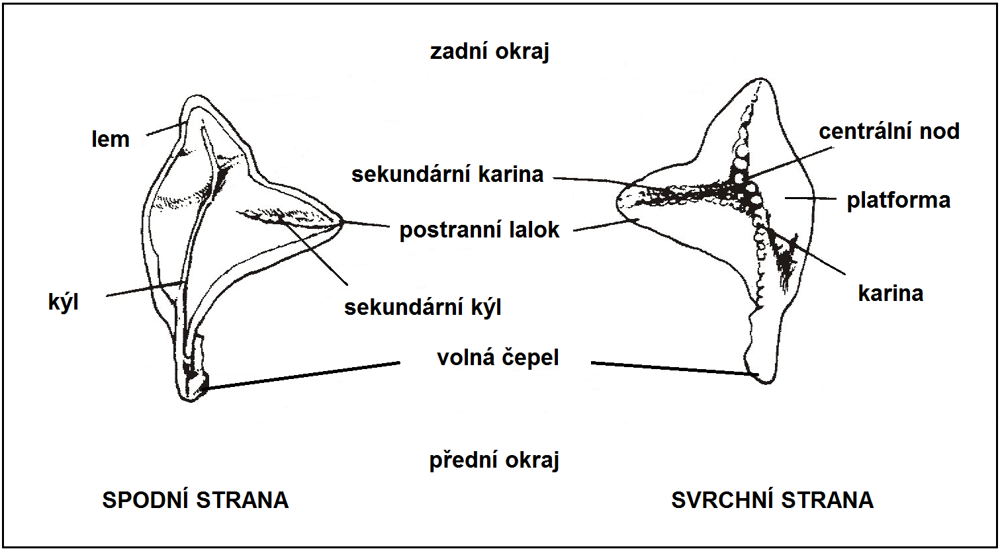 zadní okraj
lem
centrální nod
sekundární karina
platforma
postranní lalok
karina
kýl
sekundární kýl
volná čepel
přední okraj
SPODNÍ STRANA
SVRCHNÍ STRANA